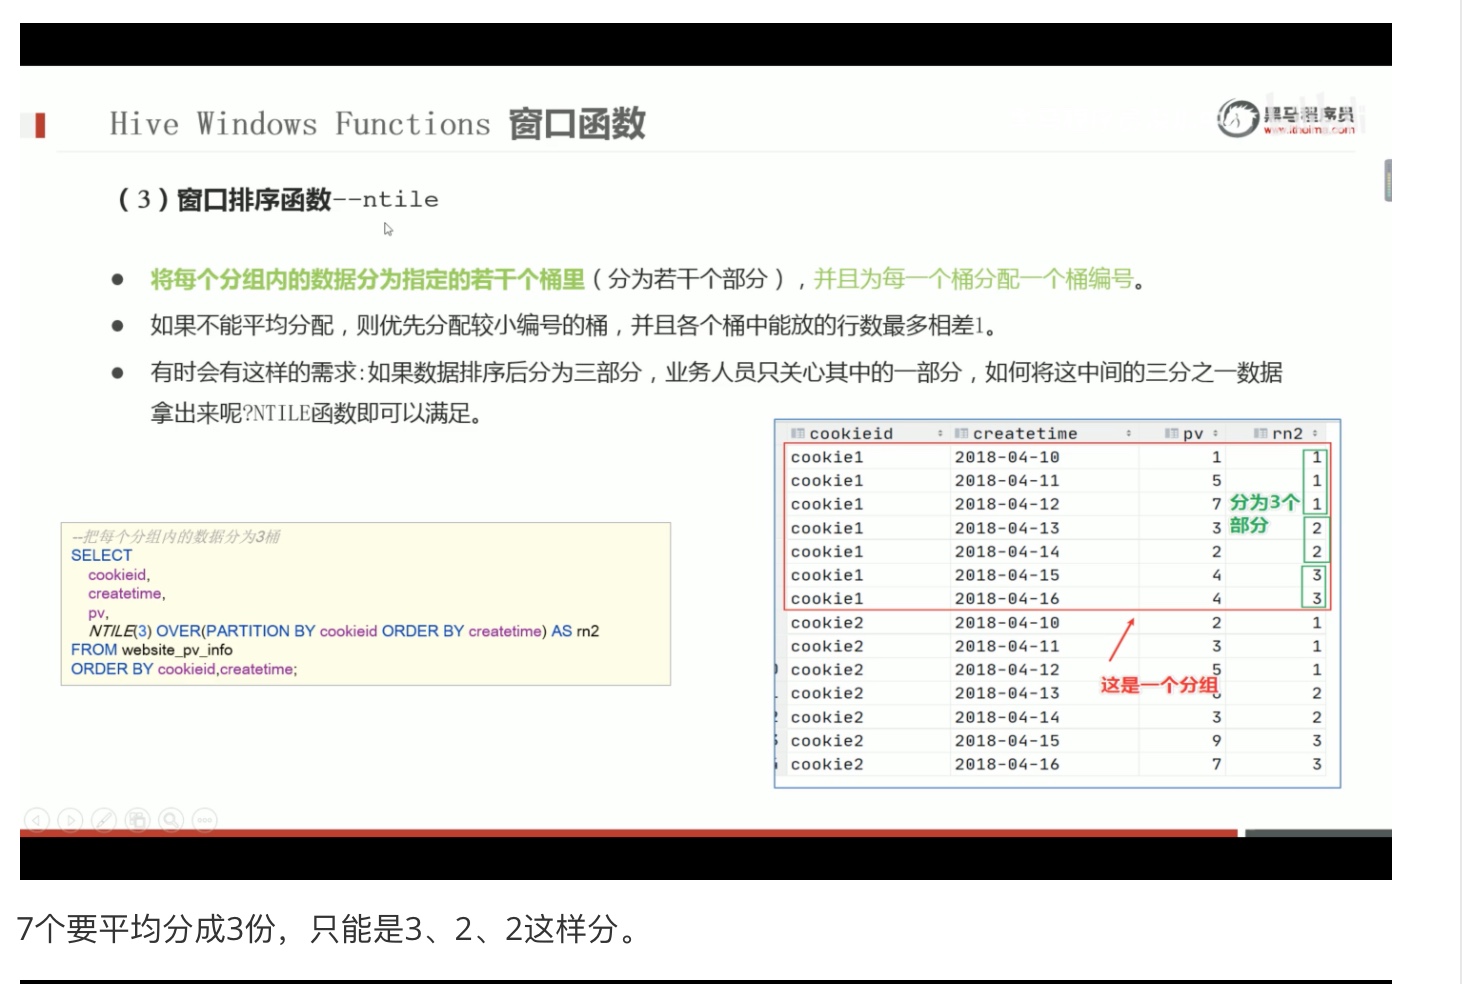 Hive Windows Functions 窗口函数
黑马程序员
www.itheima.com
（3）窗口排序函数--ntile
● 将每个分组内的数据分为指定的若干个桶里（分为若干个部分），并且为每一个桶分配一个桶编号。
● 如果不能平均分配，则优先分配较小编号的桶，并且各个桶中能放的行数最多相差1。
● 有时会有这样的需求:如果数据排序后分为三部分，业务人员只关心其中的一部分，如何将这中间的三分之一数据
拿出来呢?NTILE函数即可以满足。
--把每个分组内的数据分为3桶
SELECT
cookieid,
createtime,
pv,
NTILE(3) OVER(PARTITION BY cookieid ORDER BY createtime) AS rn2
FROM website_pv_info
ORDER BY cookieid,createtime;
cookieid createtime pv rn2
cookie1 2018-04-10 1 1
cookie1 2018-04-11 5 1
cookie1 2018-04-12 7 1
分为3个
部分
cookie1 2018-04-13 3 2
cookie1 2018-04-14 2 2
cookie1 2018-04-15 4 3
cookie1 2018-04-16 4 3
cookie2 2018-04-10 2 1
cookie2 2018-04-11 3 1
cookie2 2018-04-12 5 1
这是一个分组
cookie2 2018-04-13 2
cookie2 2018-04-14 3 2
cookie2 2018-04-15 9 3
cookie2 2018-04-16 7 3
7个要平均分成3份，只能是3、2、2这样分。